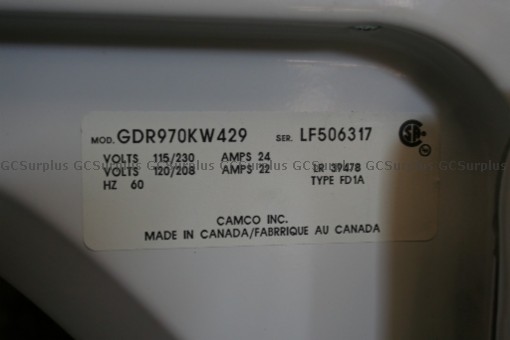 MOD. GDR970KW429 SER. LF506317
VOLTS 115/230 AMPS 24
VOLTS 120/208 AMPS 22 LR 39478
HZ 60 TYPE FD1A
CAMCO INC.
MADE IN CANADA/FABRRIQUE AU CANADA
GCSurplus GCSurplus GCSurplus GCSurplus GCSurplus GCSurplus